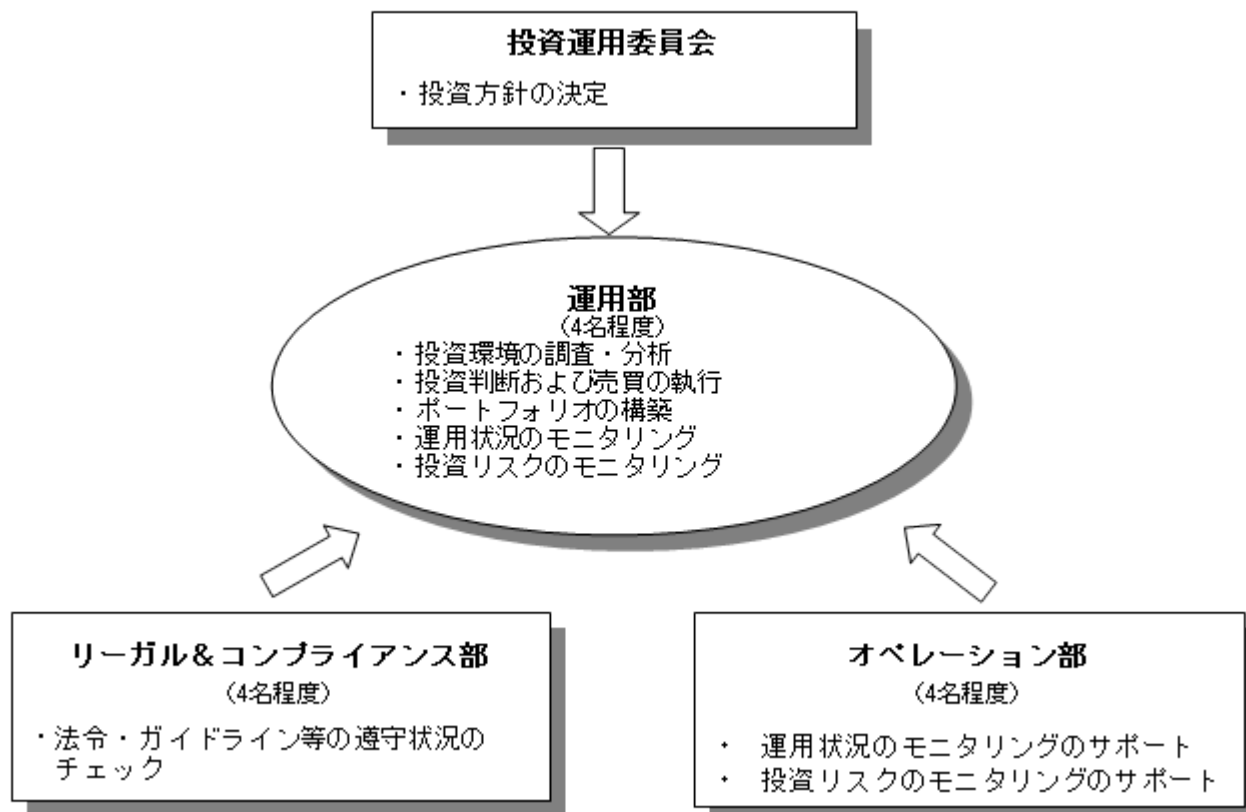 投資運用委員会
・投資方針の決定
運用部
(4名程度)
・投資環境の調査・分析
・投資判断および売買の執行
・ポートフォリオの構築
・運用状況のモニタリング
・投資リスクのモニタリング
リーガル＆コンプライアンス部
(4名程度)
・法令・ガイドライン等の遵守状況の
チェック
オペレーション部
(4名程度)
・ 運用状況のモニタリングのサポート
・ 投資リスクのモニタリングのサポート